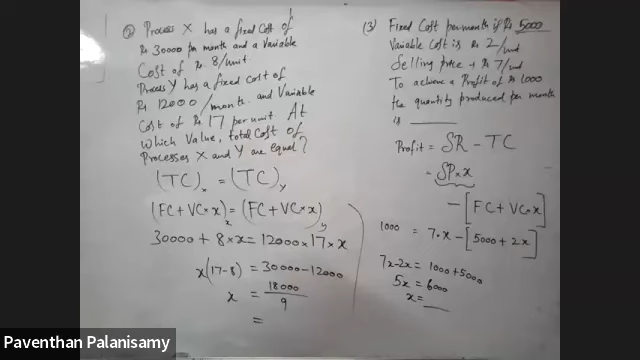 ② Process X has a fixed cost of
Rs 30000 per month and a Variable
Cost of Rs. 8/unit
Process Y has a fixed cost of
Rs. 12000/month. and Variable
Cost of Rs 17 per unit. At
which Value, total Cost of
Processes X and Y are equal?
(TC)x = (TC)y
(FC + VC × x)x = (FC + VC × x)y
30000 + 8 × x = 12000 × 17 × x
x(17-8) = 30000 - 12000
x = 18000/9
=
(3) Fixed Cost per month is Rs 5000
Variable Cost is Rs 2/unit
Selling price Rs 7/unit
To achieve a Profit of Rs 1000
the quantity produced per month
is ____
Profit = SR - TC
= SP × x
- [FC + VC × x]
1000 = 7 · x - [5000 + 2x]
7x - 2x = 1000 + 5000
5x = 6000
x = __
Paventhan Palanisamy